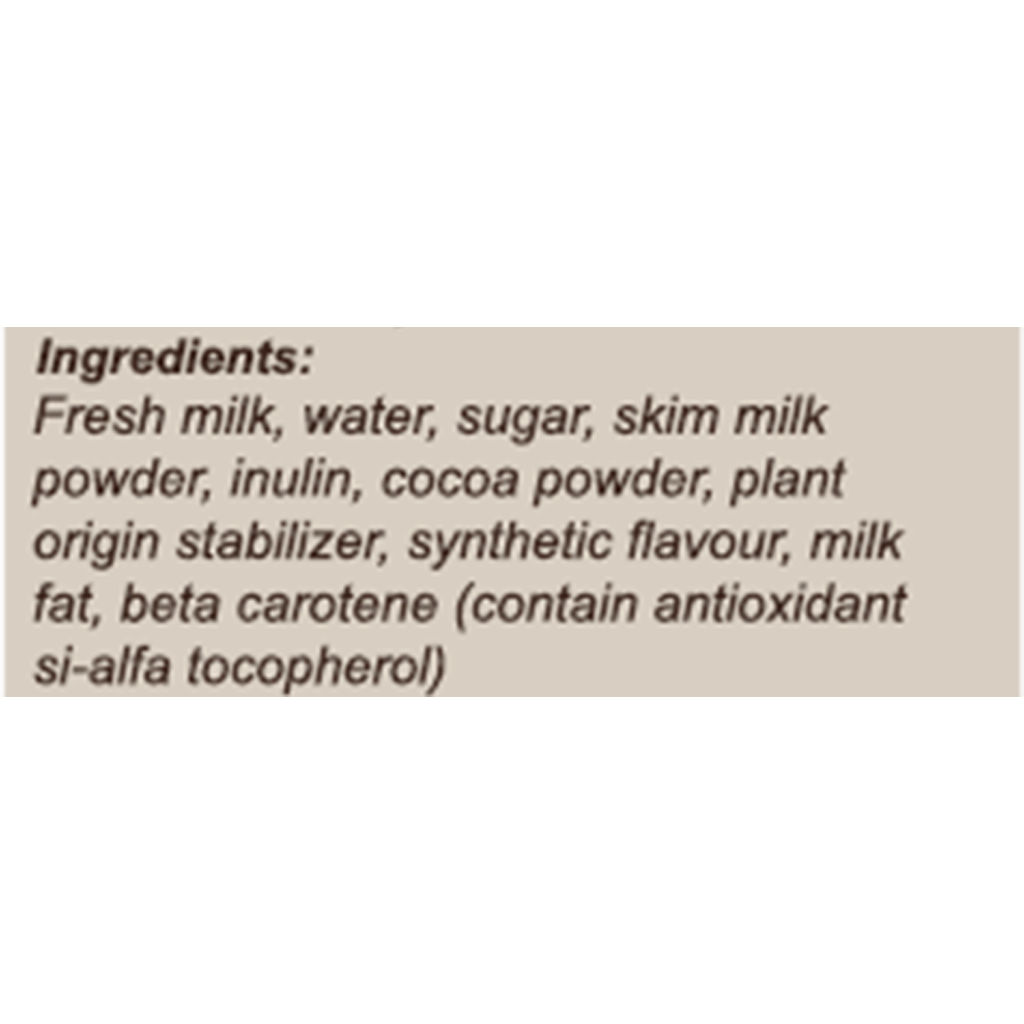 Ingredients:
Fresh milk, water, sugar, skim milk
powder, inulin, cocoa powder, plant
origin stabilizer, synthetic flavour, milk
fat, beta carotene (contain antioxidant
si-alfa tocopherol)